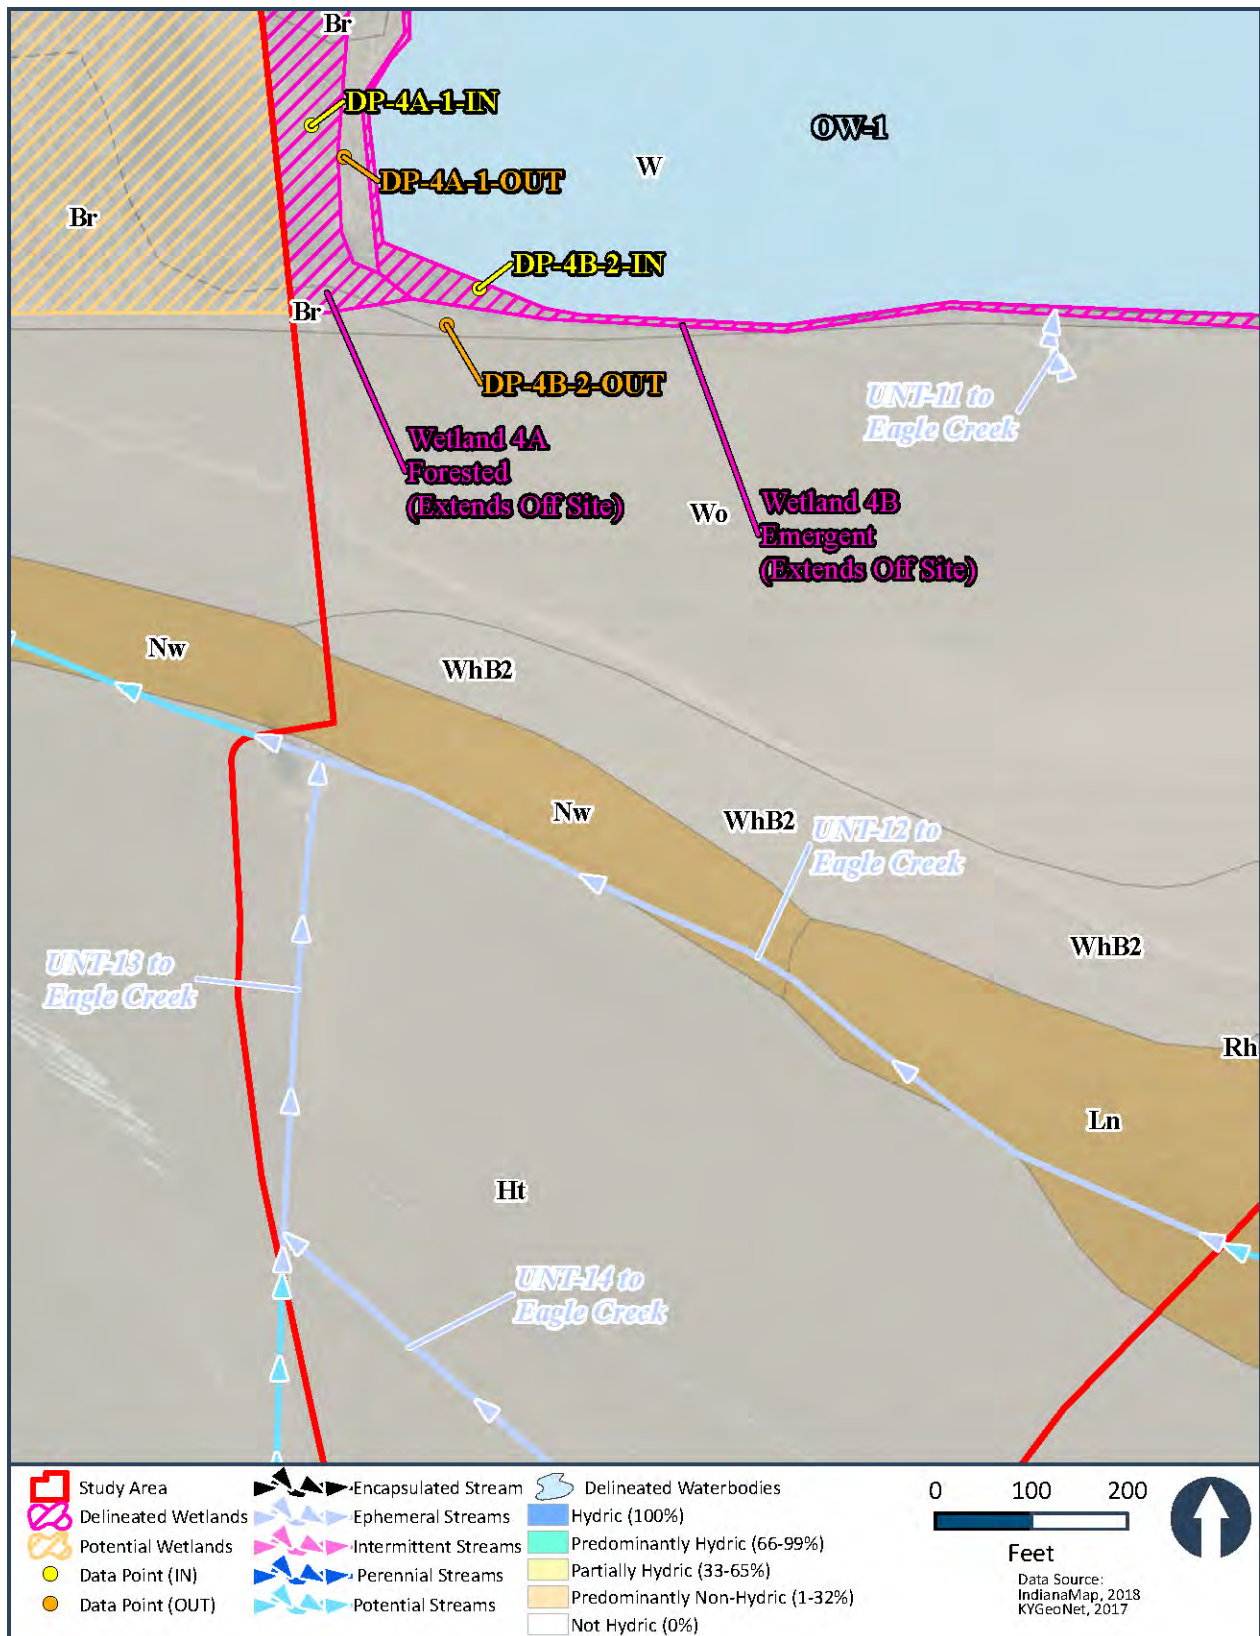 Br
DP-4A-1-IN
OW-1
W
DP-4A-1-OUT
Br
DP-4B-2-IN
Br
DP-4B-2-OUT
UNT-11 to
Eagle Creek
Wetland 4A
Forested
(Extends Off Site)
Wo
Wetland 4B
Emergent
(Extends Off Site)
Nw
WhB2
Nw
WhB2
UNT-12 to
Eagle Creek
WhB2
UNT-13 to
Eagle Creek
Rh
Ln
Ht
UNT-14 to
Eagle Creek
Study Area
Delineated Wetlands
Potential Wetlands
Data Point (IN)
Data Point (OUT)
Encapsulated Stream
Ephemeral Streams
Intermittent Streams
Perennial Streams
Potential Streams
Delineated Waterbodies
Hydric (100%)
Predominantly Hydric (66-99%)
Partially Hydric (33-65%)
Predominantly Non-Hydric (1-32%)
Not Hydric (0%)
0 100 200
Feet
Data Source:
IndianaMap, 2018
KYGeoNet, 2017